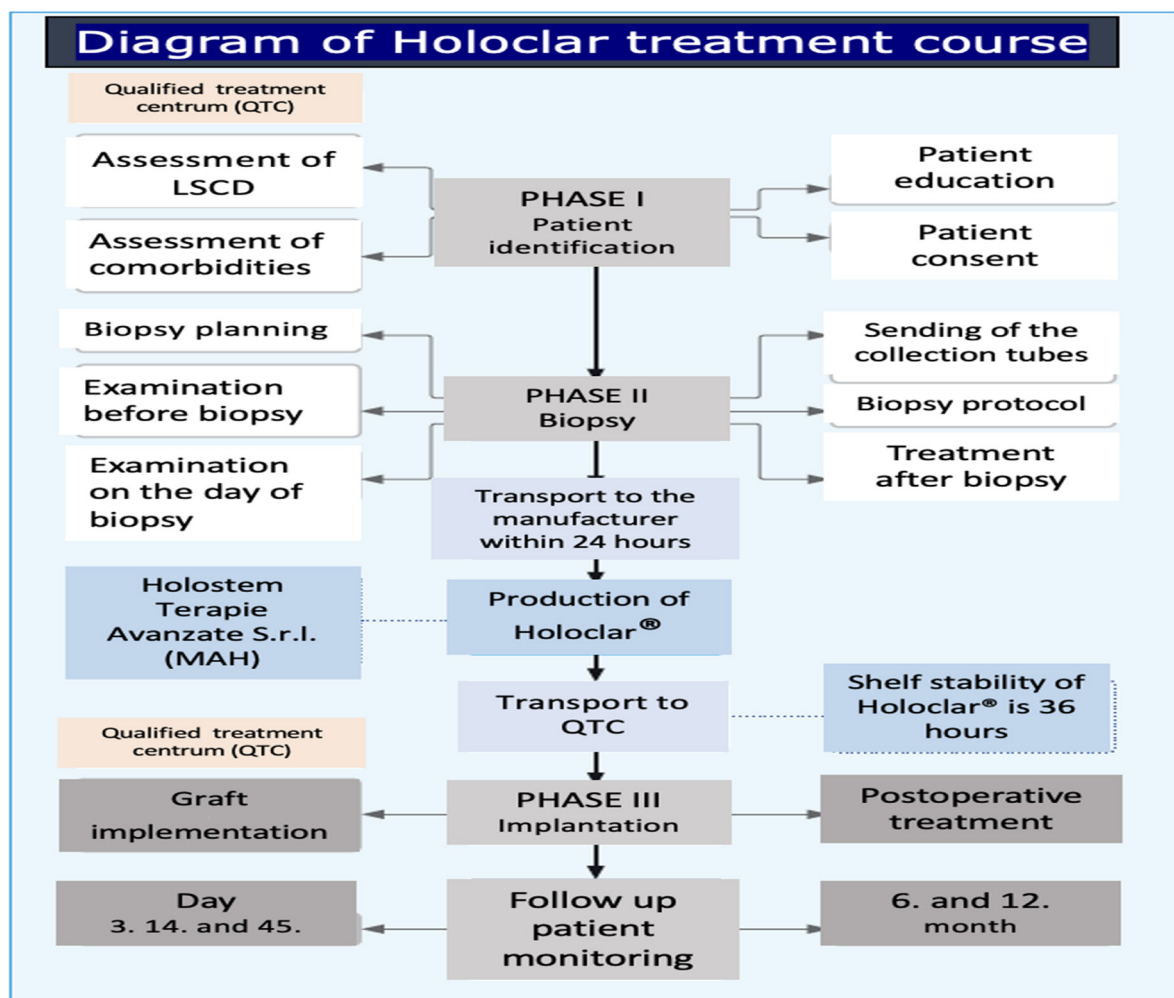 Diagram of Holoclar treatment course
Qualified treatment
centrum (QTC)
Assessment of
LSCD
Assessment of
comorbidities
PHASE I
Patient
identification
Patient
education
Patient
consent
Biopsy planning
Examination
before biopsy
Examination
on the day of
biopsy
PHASE II
Biopsy
Sending of the
collection tubes
Biopsy protocol
Treatment
after biopsy
Transport to the
manufacturer
within 24 hours
Holostem
Terapie
Avanzate S.r.l.
(MAH)
Production of
Holoclar®
Transport to
QTC
Shelf stability of
Holoclar® is 36
hours
Qualified treatment
centrum (QTC)
Graft
implementation
PHASE III
Implantation
Postoperative
treatment
Day
3. 14. and 45.
Follow up
patient
monitoring
6. and 12.
month